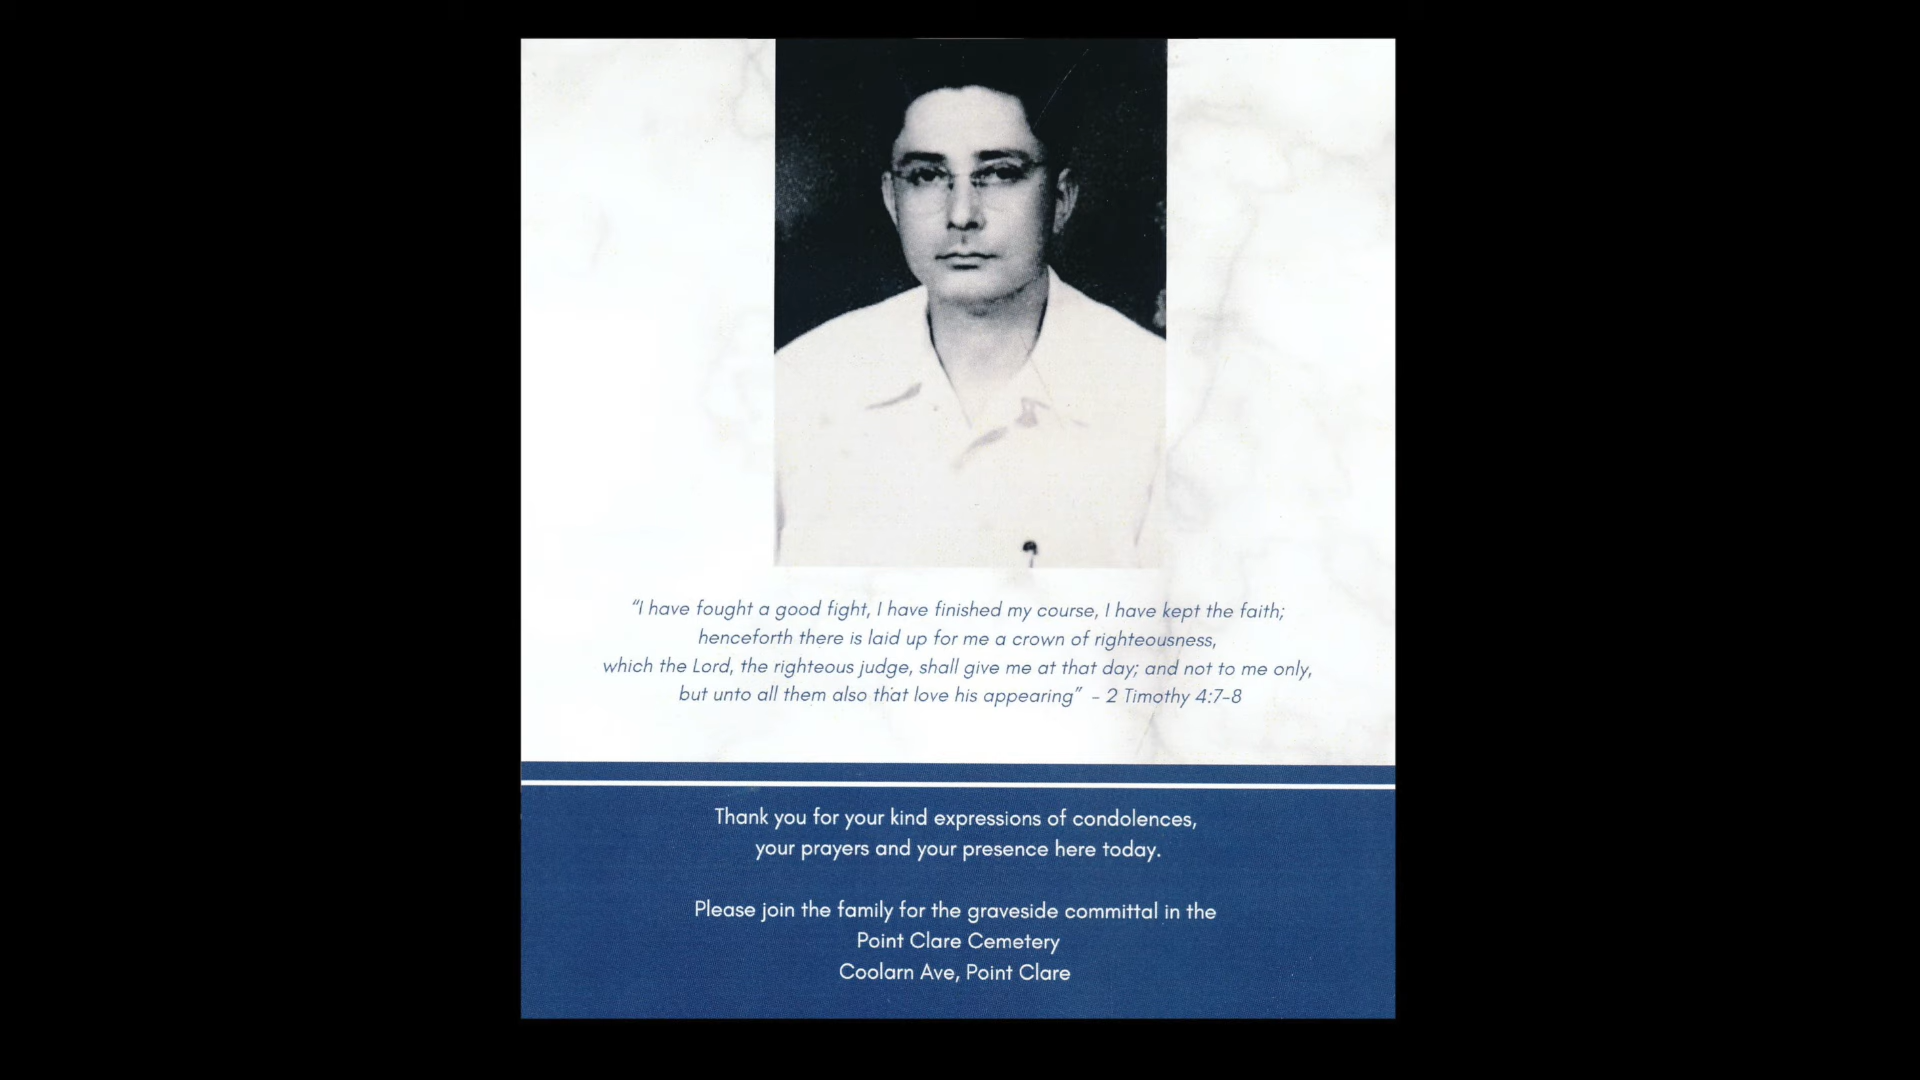 “I have fought a good fight, I have finished my course, I have kept the faith;
henceforth there is laid up for me a crown of righteousness,
which the Lord, the righteous judge, shall give me at that day; and not to me only,
but unto all them also that love his appearing” - 2 Timothy 4:7-8
Thank you for your kind expressions of condolences,
your prayers and your presence here today.
Please join the family for the graveside committal in the
Point Clare Cemetery
Coolarn Ave, Point Clare